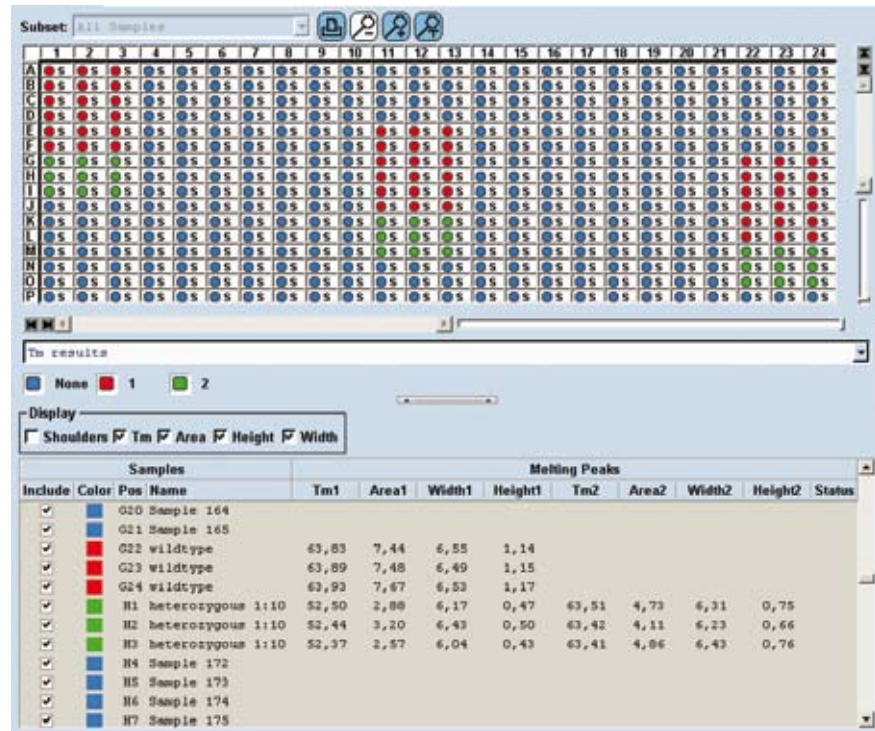 Subset: All Samples
1 2 3 4 5 6 7 8 9 10 11 12 13 14 15 16 17 18 19 20 21 22 23 24
A S S S S S S S S S S S S S S S S S S S S S S S S
B S S S S S S S S S S S S S S S S S S S S S S S S
C S S S S S S S S S S S S S S S S S S S S S S S S
D S S S S S S S S S S S S S S S S S S S S S S S S
E S S S S S S S S S S S S S S S S S S S S S S S S
F S S S S S S S S S S S S S S S S S S S S S S S S
G S S S S S S S S S S S S S S S S S S S S S S S S
H S S S S S S S S S S S S S S S S S S S S S S S S
I S S S S S S S S S S S S S S S S S S S S S S S S
J S S S S S S S S S S S S S S S S S S S S S S S S
K S S S S S S S S S S S S S S S S S S S S S S S S
L S S S S S S S S S S S S S S S S S S S S S S S S
M S S S S S S S S S S S S S S S S S S S S S S S S
N S S S S S S S S S S S S S S S S S S S S S S S S
O S S S S S S S S S S S S S S S S S S S S S S S S
P S S S S S S S S S S S S S S S S S S S S S S S S
Tm results
None 1 2
Display
Shoulders Tm Area Height Width
Samples Melting Peaks
Include Color Pos Name Tm1 Area1 Width1 Height1 Tm2 Area2 Width2 Height2 Status
G20 Sample 164
G21 Sample 165
G22 wildtype 63,83 7,44 6,55 1,14
G23 wildtype 63,89 7,48 6,49 1,15
G24 wildtype 63,93 7,67 6,53 1,17
H1 heterozygous 1:10 52,50 2,88 6,17 0,47 63,51 4,73 6,31 0,75
H2 heterozygous 1:10 52,44 3,20 6,43 0,50 63,42 4,11 6,23 0,66
H3 heterozygous 1:10 52,37 2,57 6,04 0,43 63,41 4,86 6,43 0,76
H4 Sample 172
H5 Sample 173
H6 Sample 174
H7 Sample 175